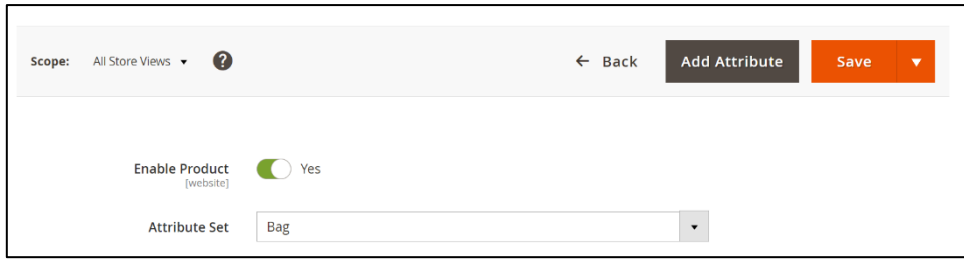 Scope: All Store Views ? ← Back Add Attribute Save
Enable Product Yes
[website]
Attribute Set Bag